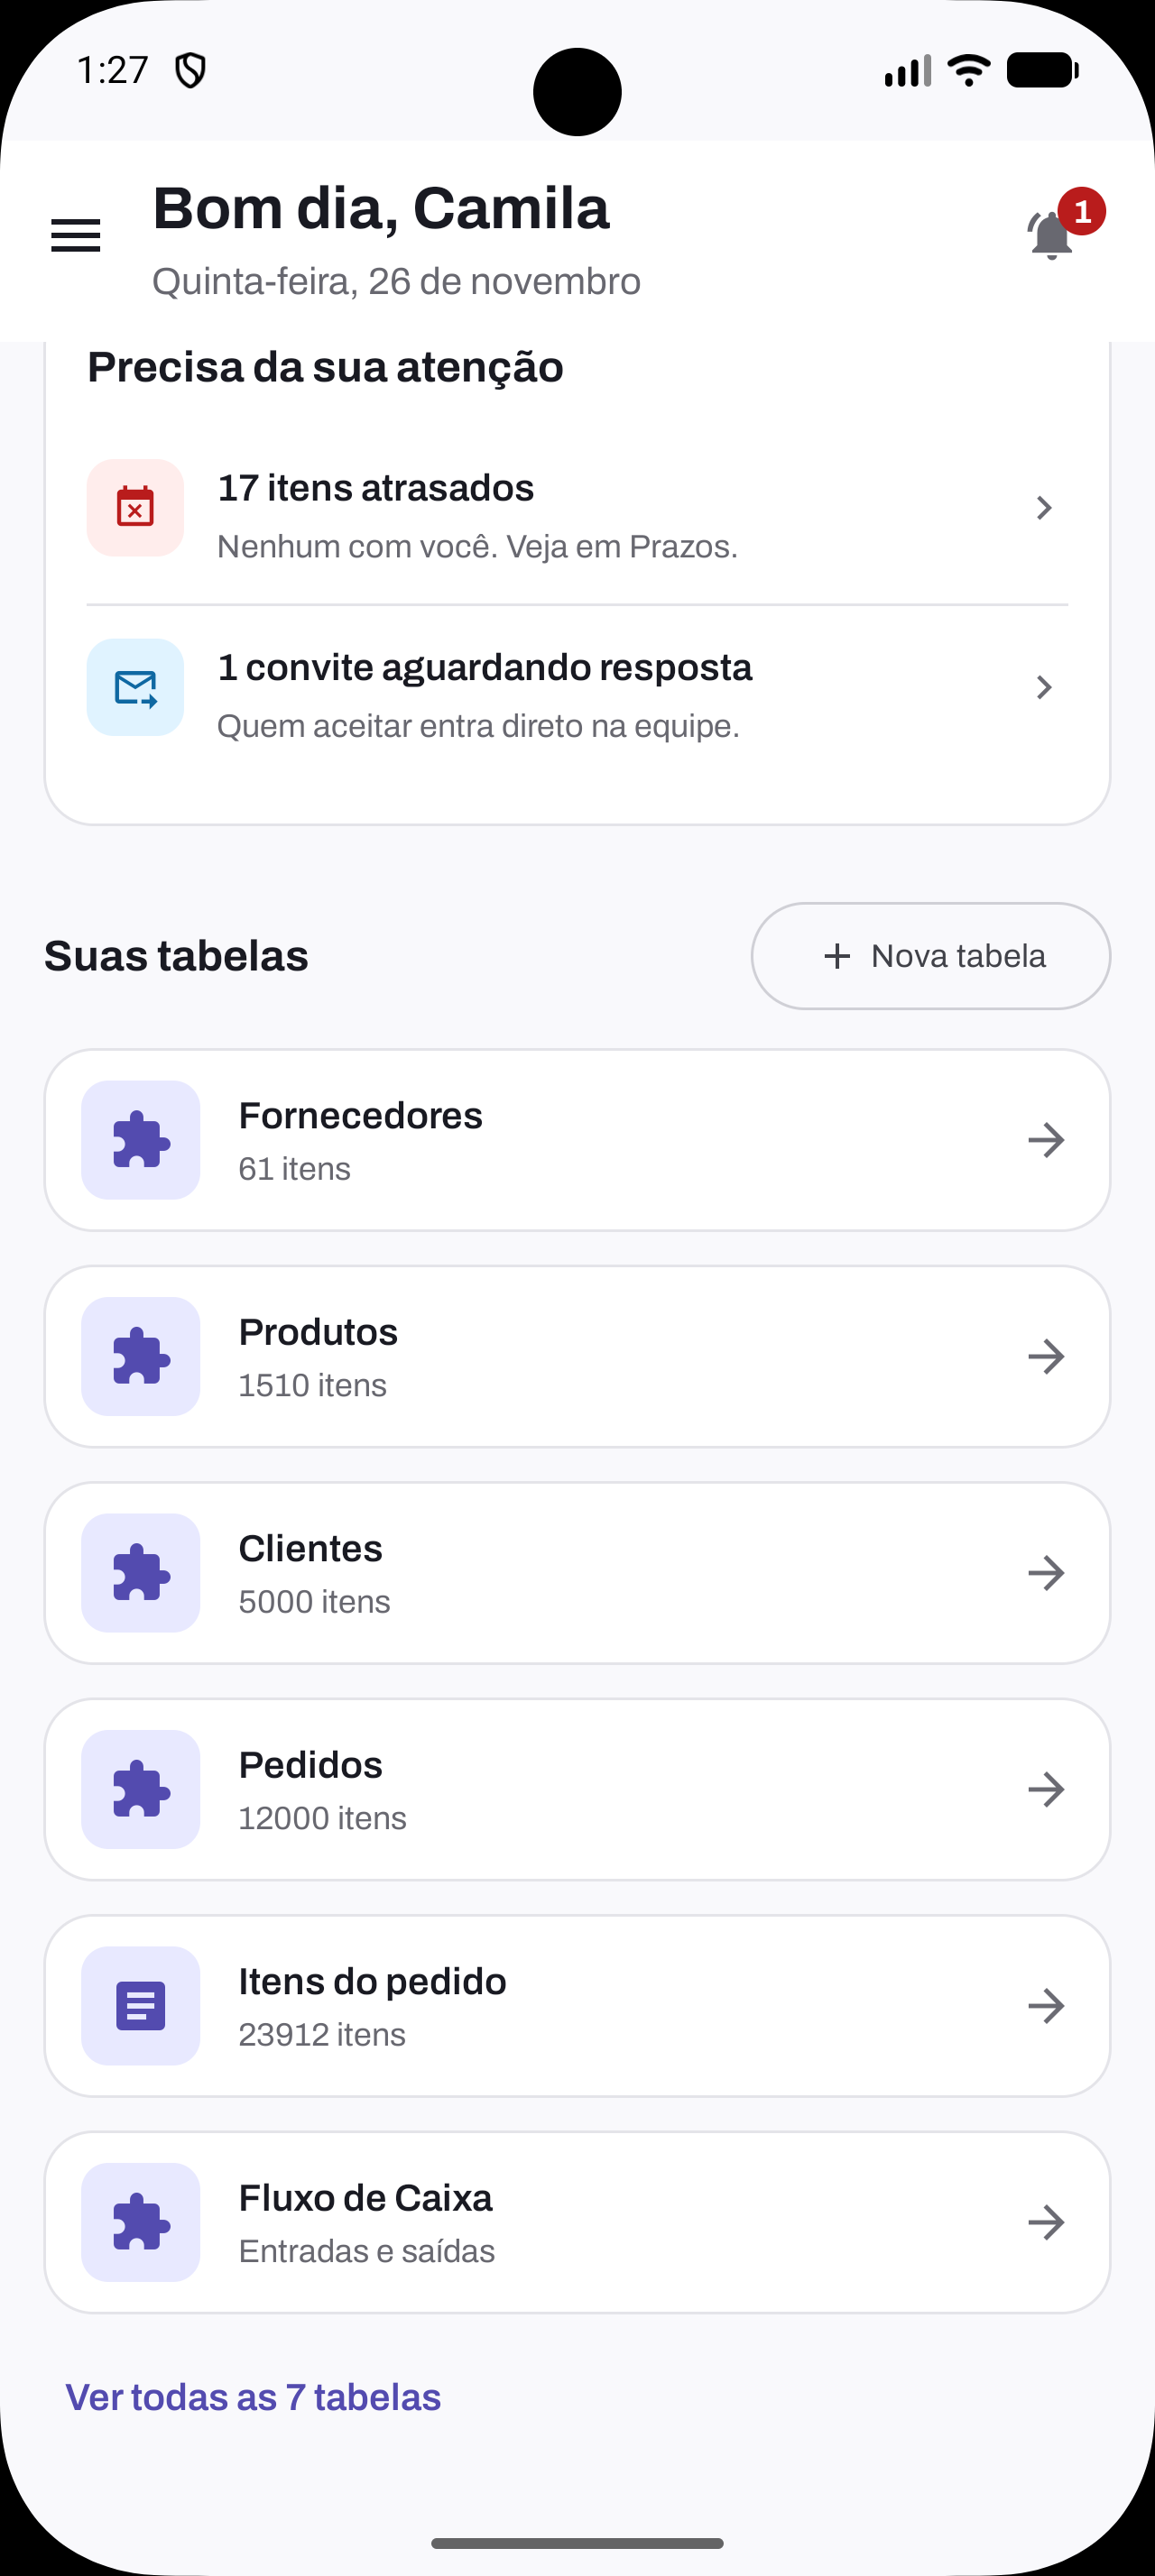 1:27
Bom dia, Camila
1
Quinta-feira, 26 de novembro
Precisa da sua atenção
17 itens atrasados
Nenhum com você. Veja em Prazos.
1 convite aguardando resposta
Quem aceitar entra direto na equipe.
Suas tabelas
Nova tabela
Fornecedores
61 itens
Produtos
1510 itens
Clientes
5000 itens
Pedidos
12000 itens
Itens do pedido
23912 itens
Fluxo de Caixa
Entradas e saídas
Ver todas as 7 tabelas